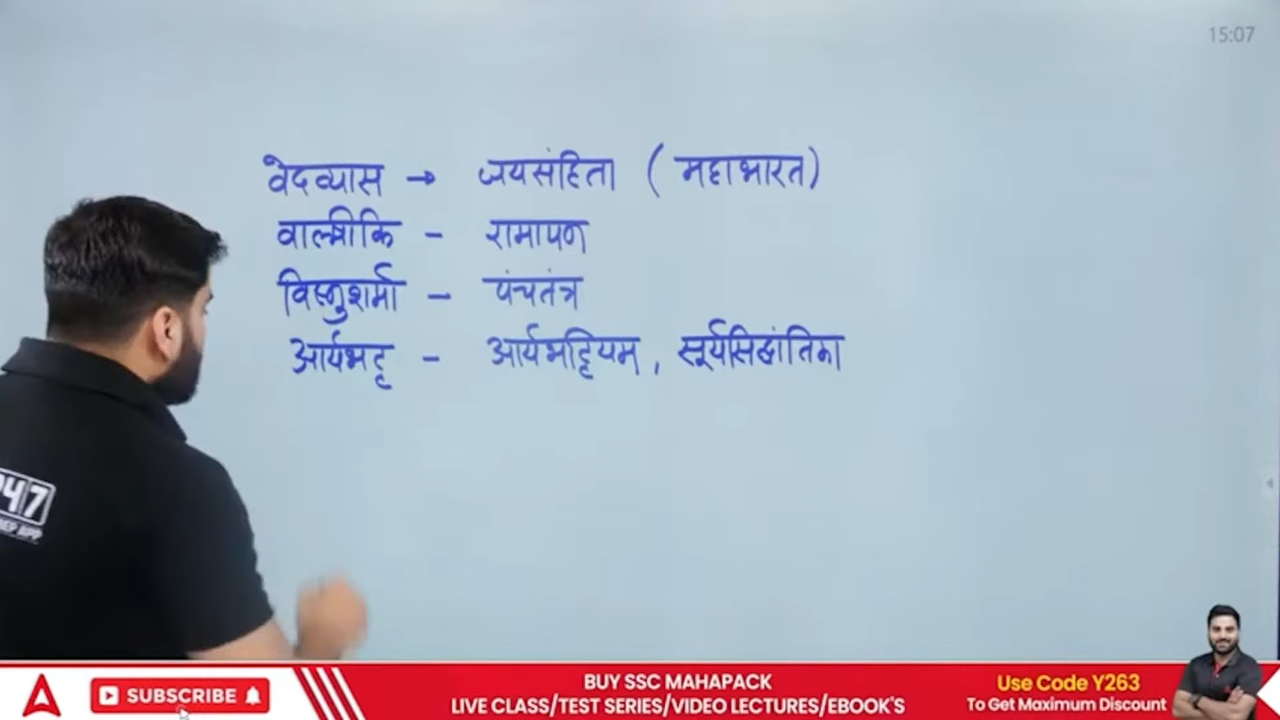 15:07
वेदव्यास → जयसंहिता ( महाभारत)
वाल्मीकि - रामायण
विस्नुशर्मा - पंचतंत्र
आर्यभट्ट - आर्यभट्टियम, सूर्यसिद्धांतिका
247
SUBSCRIBE
BUY SSC MAHAPACK
LIVE CLASS/TEST SERIES/VIDEO LECTURES/EBOOK'S
Use Code Y263
To Get Maximum Discount